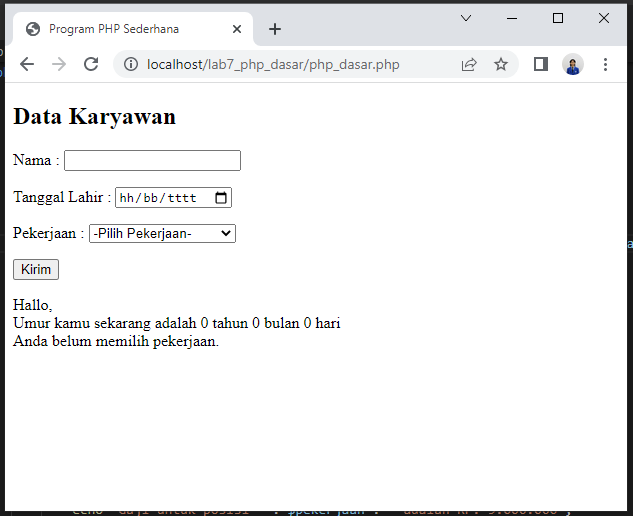 Program PHP Sederhana
localhost/lab7_php_dasar/php_dasar.php
Data Karyawan
Nama :
Tanggal Lahir : hh/bb/tttt
Pekerjaan : -Pilih Pekerjaan-
Kirim
Hallo,
Umur kamu sekarang adalah 0 tahun 0 bulan 0 hari
Anda belum memilih pekerjaan.